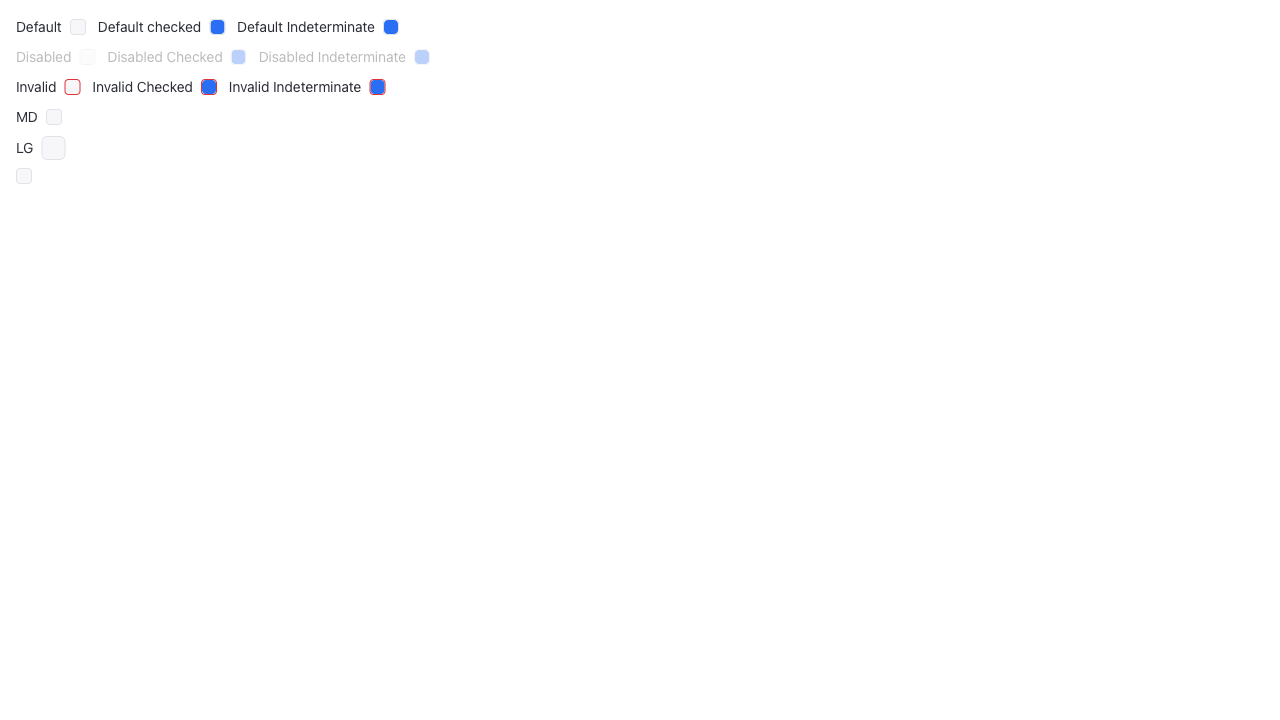 Default Default checked Default Indeterminate
Disabled Disabled Checked Disabled Indeterminate
Invalid Invalid Checked Invalid Indeterminate
MD
LG